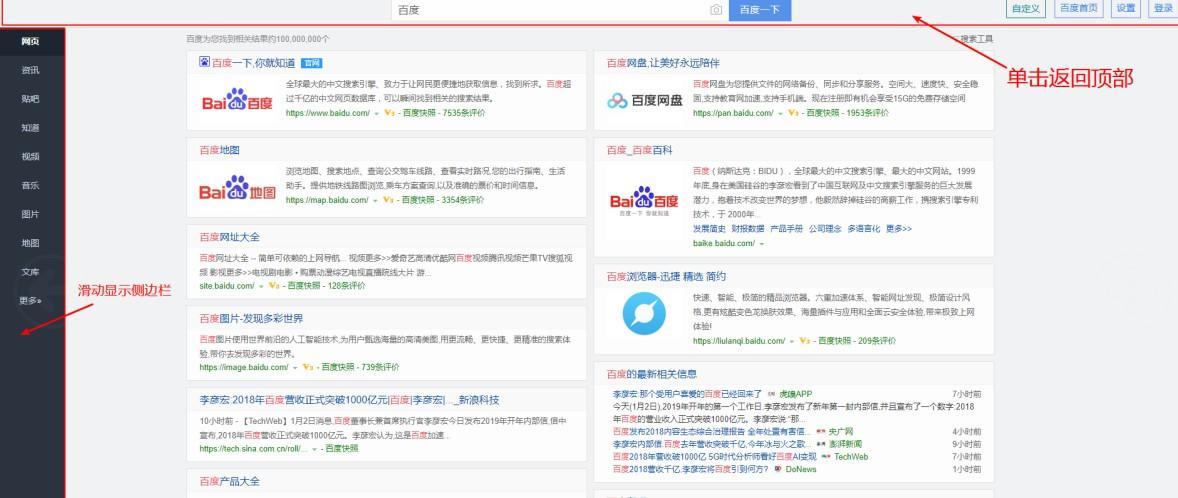 百度
百度一下
自定义
百度首页
设置
登录
网页
资讯
贴吧
知道
视频
音乐
图片
地图
文库
更多»
滑动显示侧边栏
单击返回顶部
百度为您找到相关结果约100,000,000个
搜索工具
百度一下,你就知道 官网
Bai du 百度
全球最大的中文搜索引擎、致力于让网民更便捷地获取信息，找到所求。百度超
过千亿的中文网页数据库，可以瞬间找到相关的搜索结果。
https://www.baidu.com/ V3 - 百度快照 - 7535条评价
百度地图
Bai du 地图
浏览地图、搜索地点、查询公交驾车线路、查看实时路况,您的出行指南、生活
助手。提供地铁线路图浏览,乘车方案查询,以及准确的票价和时间信息。
https://map.baidu.com/ V3 - 百度快照 - 3354条评价
百度网址大全
百度网址大全 -- 简单可依赖的上网导航... 视频更多>>爱奇艺高清优酷网百度视频腾讯视频芒果TV搜狐视
频 影视更多>>电视剧电影 • 购票动漫综艺电视直播院线大片 游...
site.baidu.com/ V3 - 百度快照 - 128条评价
百度图片-发现多彩世界
百度图片使用世界前沿的人工智能技术,为用户甄选海量的高清美图,用更流畅、更快捷、更精准的搜索体
验,带你去发现多彩的世界。
https://image.baidu.com/ V3 - 百度快照 - 739条评价
李彦宏:2018年百度营收正式突破1000亿元|百度|李彦宏|..._新浪科技
10小时前 - 【TechWeb】1月2日消息,百度董事长兼首席执行官李彦宏今日发布2019年开年内部信,信中
宣布,2018年百度营收正式突破1000亿元。李彦宏认为,这是百度加速...
https://tech.sina.com.cn/roll/... - 百度快照
百度产品大全
百度网盘,让美好永远陪伴
百度网盘
百度网盘为您提供文件的网络备份、同步和分享服务。空间大、速度快、安全稳
固,支持教育网加速,支持手机端。现在注册即有机会享受15G的免费存储空间
https://pan.baidu.com/ V3 - 百度快照 - 1953条评价
百度_百度百科
Bai du 百度
百度一下 你就知道
百度（纳斯达克：BIDU），全球最大的中文搜索引擎、最大的中文网站。1999
年底,身在美国硅谷的李彦宏看到了中国互联网及中文搜索引擎服务的巨大发展
潜力，抱着技术改变世界的梦想，他毅然辞掉硅谷的高薪工作，携搜索引擎专利
技术，于 2000年...
发展简史 财报数据 产品手册 公司理念 多语言化 更多>>
baike.baidu.com/
百度浏览器-迅捷 精选 简约
快速、智能、极简的精品浏览器。六重加速体系、智能网址发现、极简设计风
格,更有炫酷变色龙换肤效果、海量插件与应用和全面云安全体验,带来极致上网
体验!
https://liulanqi.baidu.com/ V3 - 百度快照 - 209条评价
百度的最新相关信息
李彦宏:那个受用户喜爱的百度已经回来了 虎嗅APP 7小时前
今天(1月2日),2019年开年的第一个工作日,李彦宏发布了新年第一封内部信,并且宣布了一个数字:2018
年百度的营业收入正式突破1000亿元。李彦宏说:"那...
百度发布2018内容生态综合治理报告 全年处置有害信... 央广网 4小时前
李彦宏内部信:百度去年营收突破千亿,今年冰与火之歌... 澎湃新闻 9小时前
百度2018年营收破1000亿 5G时代分析师看好百度AI变现 TechWeb 7小时前
百度2018营收千亿,李彦宏将百度引到何方? DoNews 1小时前